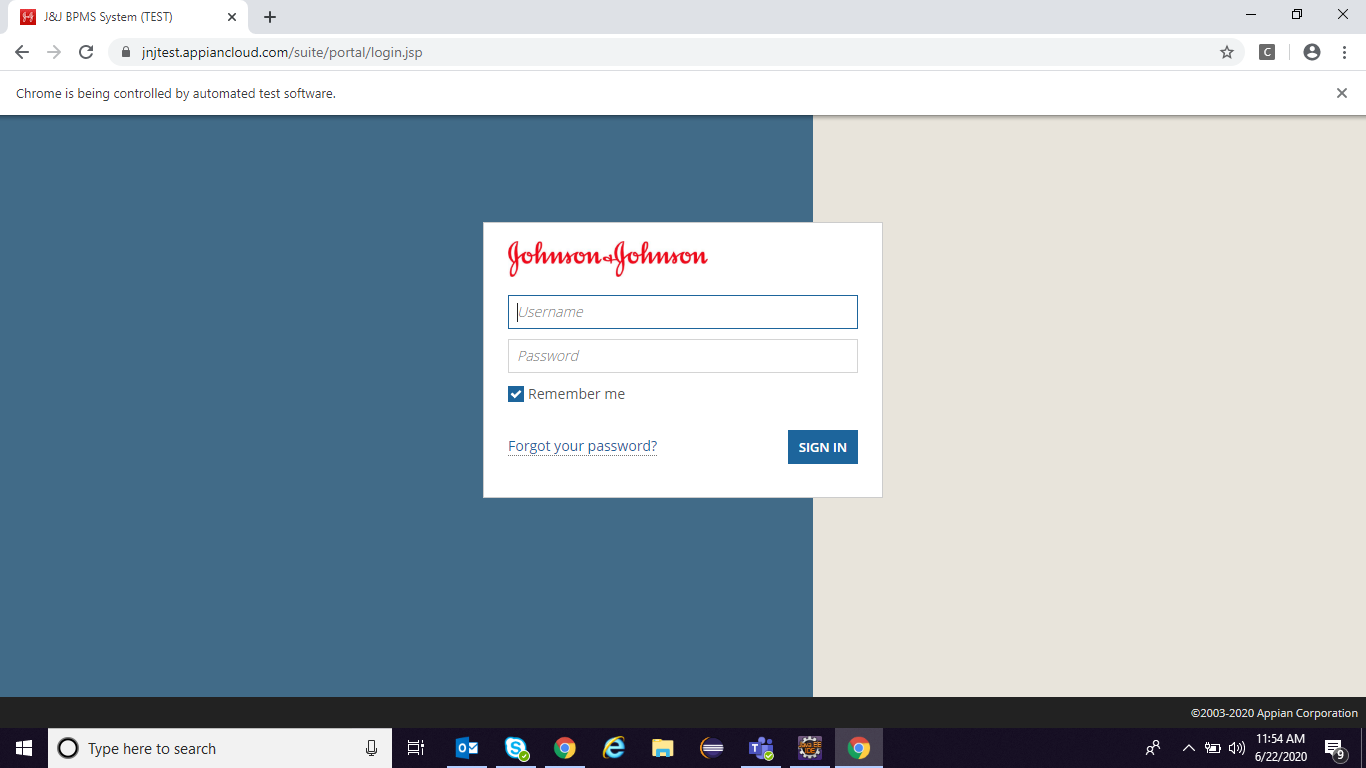 J&J BPMS System (TEST)
jnjtest.appiancloud.com/suite/portal/login.jsp
C
Chrome is being controlled by automated test software.
Johnson&Johnson
Username
Password
Remember me
Forgot your password?
SIGN IN
©2003-2020 Appian Corporation
Type here to search
11:54 AM
6/22/2020
9